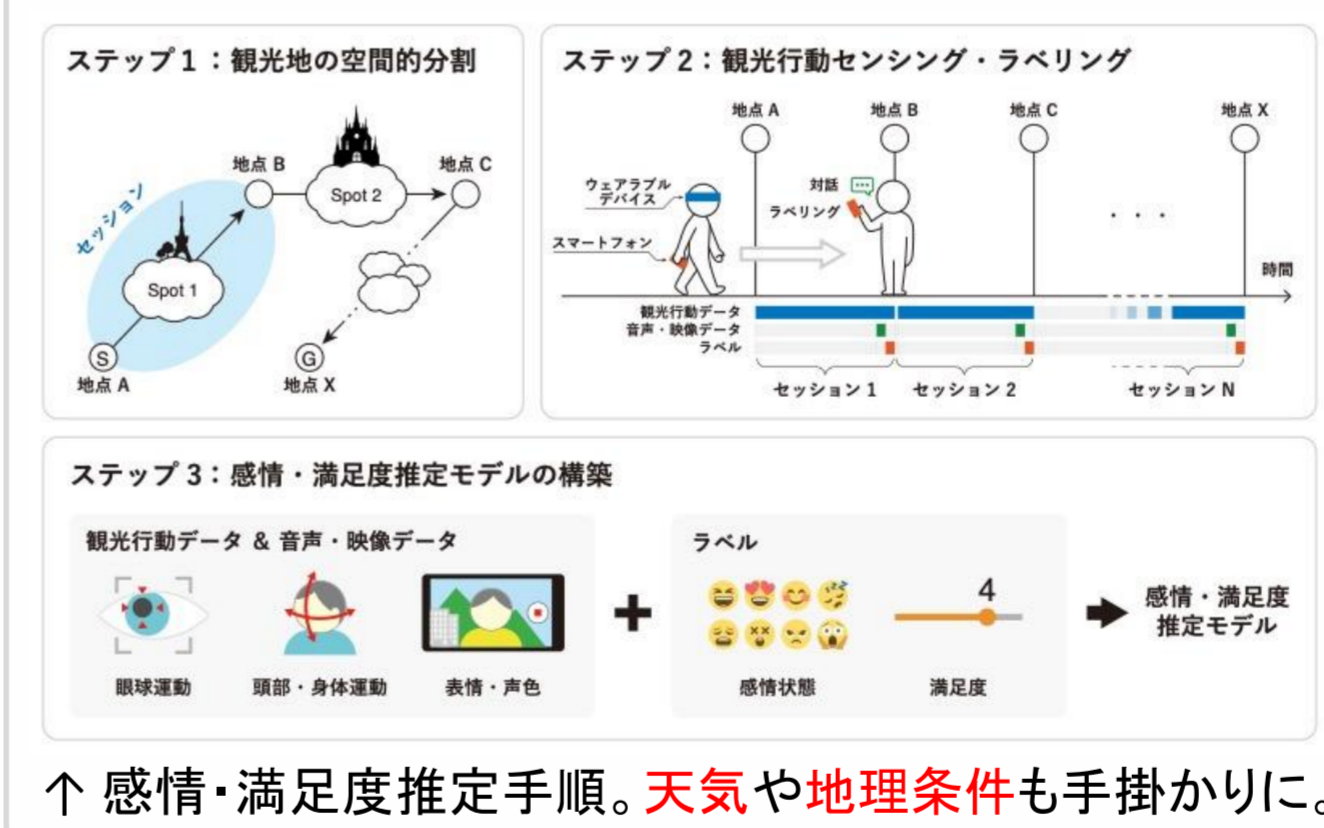 ステップ 1：観光地の空間的分割
セッション
地点 B
地点 C
Spot 2
Spot 1
S
地点 A
G
地点 X
ステップ 2：観光行動センシング・ラベリング
地点 A
地点 B
地点 C
地点 X
ウェアラブル
デバイス
対話
ラベリング
スマートフォン
・・・
時間
観光行動データ
音声・映像データ
ラベル
セッション 1
セッション 2
セッション N
ステップ 3：感情・満足度推定モデルの構築
観光行動データ & 音声・映像データ
眼球運動
頭部・身体運動
表情・声色
+
ラベル
4
感情状態
満足度
感情・満足度
推定モデル
↑ 感情・満足度推定手順。天気や地理条件も手掛かりに。